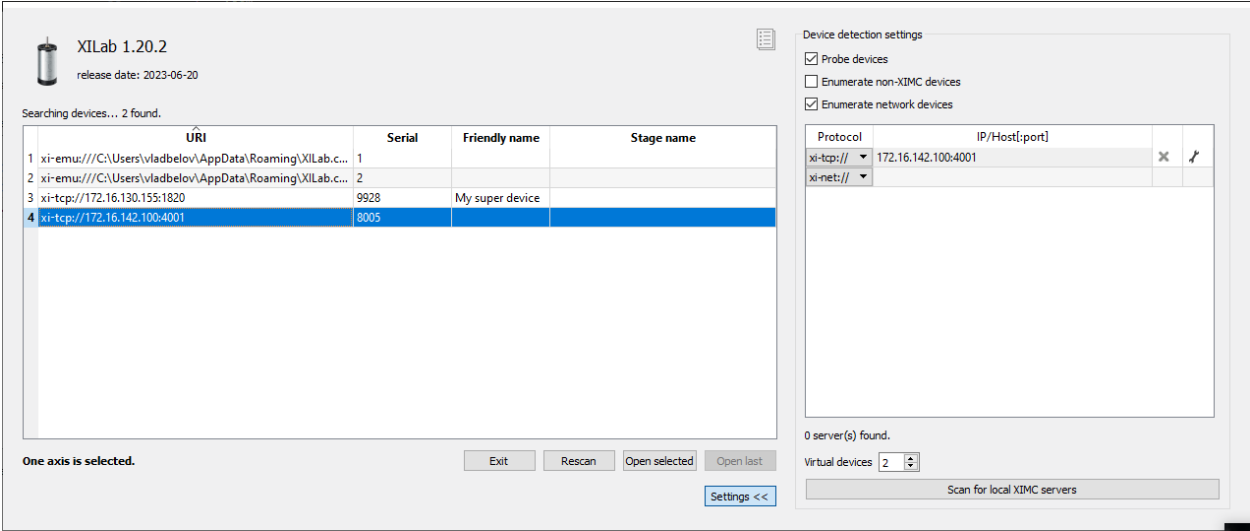 XILab 1.20.2
release date: 2023-06-20
Searching devices... 2 found.
URI Serial Friendly name Stage name
1 xi-emu:///C:\Users\vladbelov\AppData\Roaming\XILab.c... 1
2 xi-emu:///C:\Users\vladbelov\AppData\Roaming\XILab.c... 2
3 xi-tcp://172.16.130.155:1820 9928 My super device
4 xi-tcp://172.16.142.100:4001 8005
One axis is selected.
Exit Rescan Open selected Open last
Settings <<
Device detection settings
Probe devices
Enumerate non-XIMC devices
Enumerate network devices
Protocol IP/Host[:port]
xi-tcp:// 172.16.142.100:4001
xi-net://
0 server(s) found.
Virtual devices 2
Scan for local XIMC servers